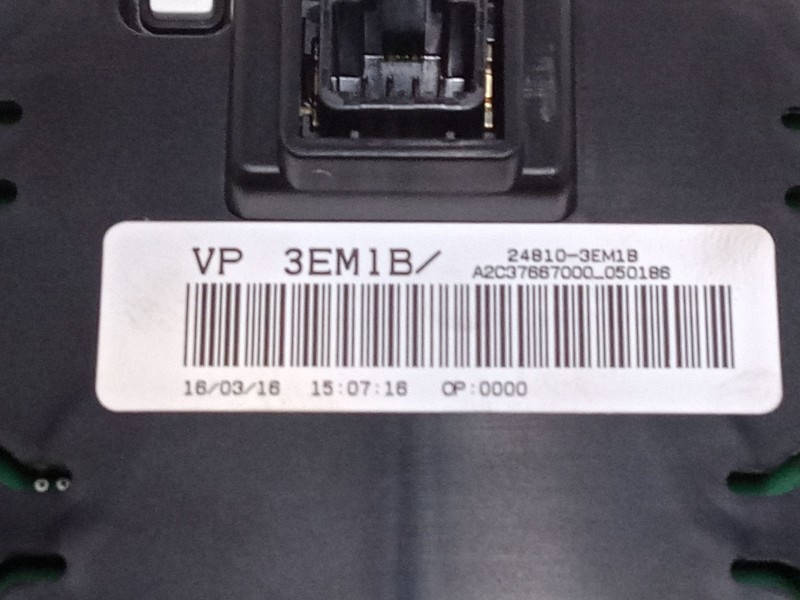 VP 3EM1B/
24810-3EM1B
A2C37667000_050186
16/03/16 15:07:16 OP:0000